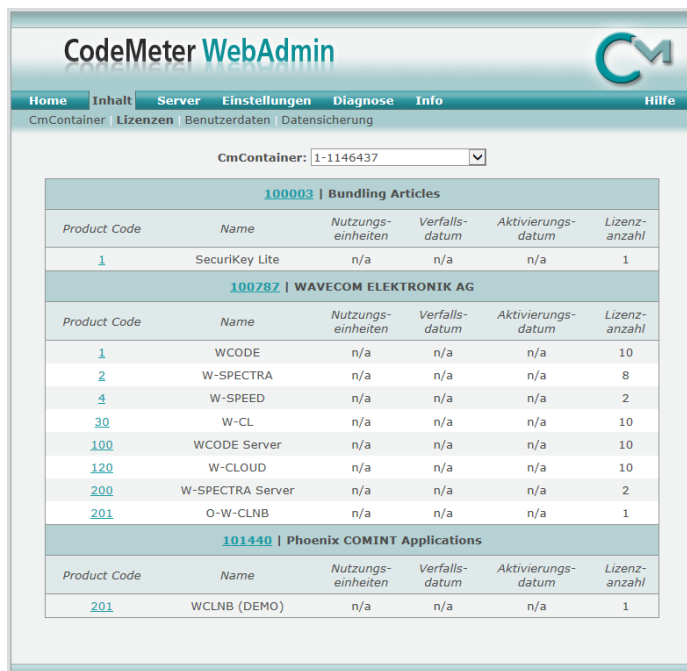 CodeMeter WebAdmin
CM
Home Inhalt Server Einstellungen Diagnose Info Hilfe
CmContainer | Lizenzen | Benutzerdaten | Datensicherung
CmContainer: 1-1146437
100003 | Bundling Articles
Product Code Name Nutzungs-einheiten Verfalls-datum Aktivierungs-datum Lizenz-anzahl
1 SecuriKey Lite n/a n/a n/a 1
100787 | WAVECOM ELEKTRONIK AG
Product Code Name Nutzungs-einheiten Verfalls-datum Aktivierungs-datum Lizenz-anzahl
1 WCODE n/a n/a n/a 10
2 W-SPECTRA n/a n/a n/a 8
4 W-SPEED n/a n/a n/a 2
30 W-CL n/a n/a n/a 10
100 WCODE Server n/a n/a n/a 10
120 W-CLOUD n/a n/a n/a 10
200 W-SPECTRA Server n/a n/a n/a 2
201 O-W-CLNB n/a n/a n/a 1
101440 | Phoenix COMINT Applications
Product Code Name Nutzungs-einheiten Verfalls-datum Aktivierungs-datum Lizenz-anzahl
201 WCLNB (DEMO) n/a n/a n/a 1